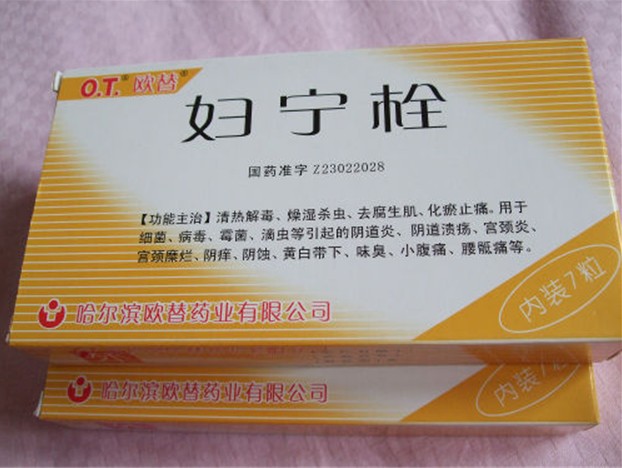 O.T.® 欧替®
妇宁栓
国药准字 Z23022028
【功能主治】清热解毒、燥湿杀虫、去腐生肌、化瘀止痛。用于
细菌、病毒、霉菌、滴虫等引起的阴道炎、阴道溃疡、宫颈炎、
宫颈糜烂、阴痒、阴蚀、黄白带下、味臭、小腹痛、腰骶痛等。
内装7粒
哈尔滨欧替药业有限公司
哈尔滨欧替药业有限公司
内装7